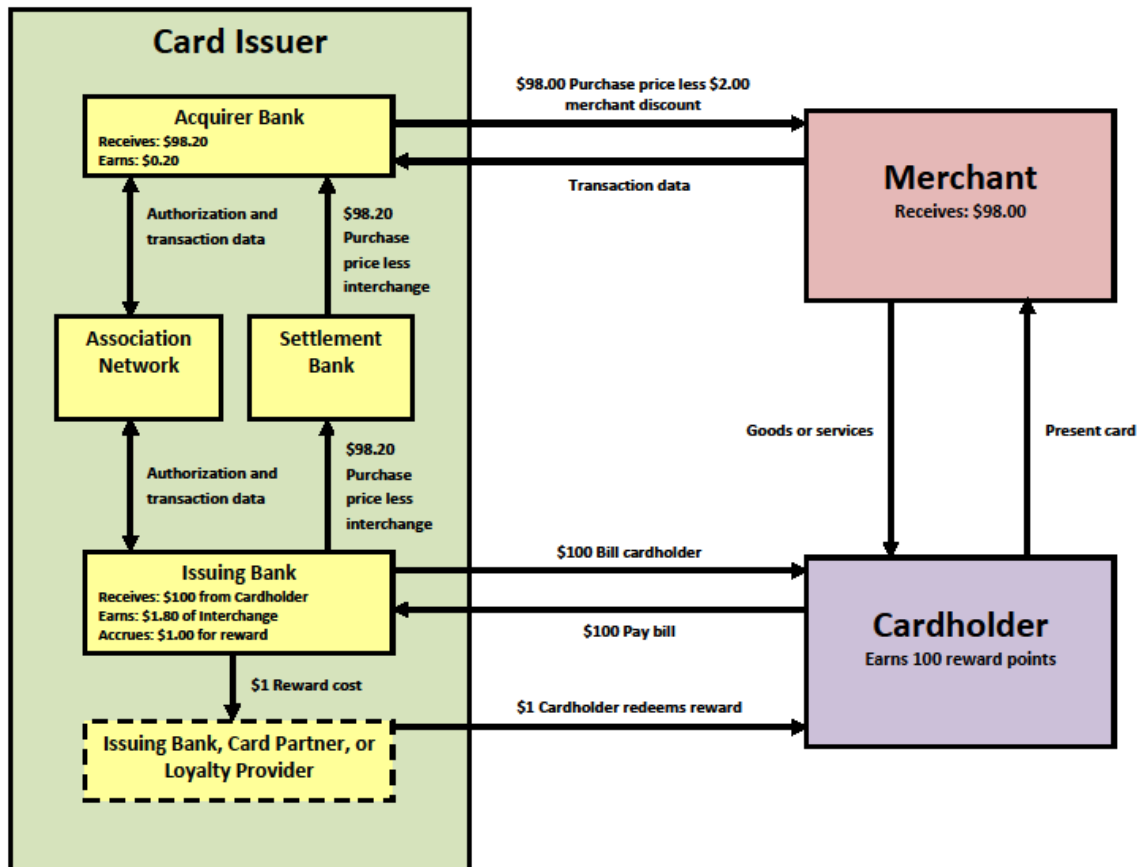 Card Issuer
$98.00 Purchase price less $2.00
merchant discount
Acquirer Bank
Receives: $98.20
Earns: $0.20
Transaction data
Merchant
Receives: $98.00
Authorization and
transaction data
$98.20
Purchase
price less
interchange
Association
Network
Settlement
Bank
Goods or services
Present card
Authorization and
transaction data
$98.20
Purchase
price less
interchange
Issuing Bank
Receives: $100 from Cardholder
Earns: $1.80 of Interchange
Accrues: $1.00 for reward
$100 Bill cardholder
$100 Pay bill
Cardholder
Earns 100 reward points
$1 Reward cost
$1 Cardholder redeems reward
Issuing Bank, Card Partner, or
Loyalty Provider